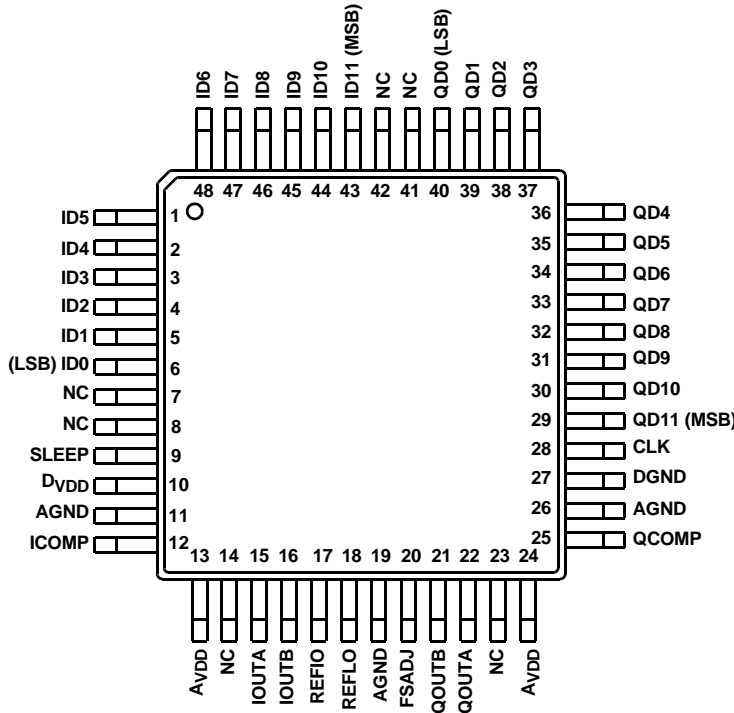 ID6 ID7 ID8 ID9 ID10 ID11 (MSB) NC NC QD0 (LSB) QD1 QD2 QD3
48 47 46 45 44 43 42 41 40 39 38 37
ID5 1 36 QD4
ID4 2 35 QD5
ID3 3 34 QD6
ID2 4 33 QD7
ID1 5 32 QD8
(LSB) ID0 6 31 QD9
NC 7 30 QD10
NC 8 29 QD11 (MSB)
SLEEP 9 28 CLK
DVDD 10 27 DGND
AGND 11 26 AGND
ICOMP 12 25 QCOMP
13 14 15 16 17 18 19 20 21 22 23 24
AVDD NC IOUTA IOUTB REFIO REFLO AGND FSADJ QOUTB QOUTA NC AVDD